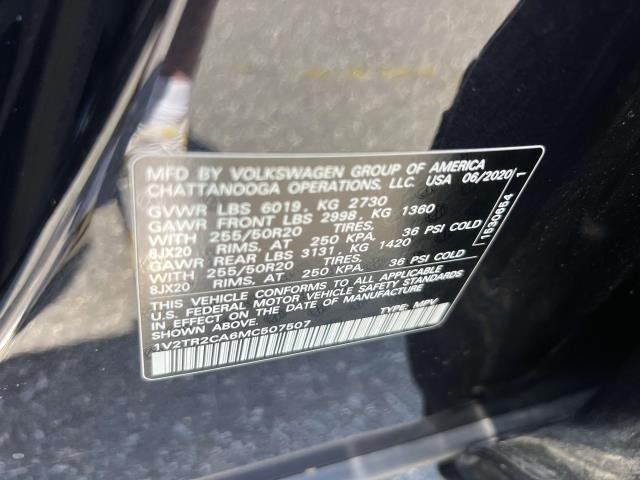 MFD BY VOLKSWAGEN GROUP OF AMERICA
CHATTANOOGA OPERATIONS, LLC USA 06/2020
GVWR LBS 6019, KG 2730
GAWR FRONT LBS 2998, KG 1360
WITH 255/50R20 TIRES,
8JX20 RIMS, AT 250 KPA, 36 PSI COLD
GAWR REAR LBS 3131, KG 1420
WITH 255/50R20 TIRES,
8JX20 RIMS, AT 250 KPA, 36 PSI COLD
THIS VEHICLE CONFORMS TO ALL APPLICABLE
U.S. FEDERAL MOTOR VEHICLE SAFETY STANDARDS
IN EFFECT ON THE DATE OF MANUFACTURE
SHOWN ABOVE.
TYPE: MPV
1V2TR2CA6MC507507
1530654 1